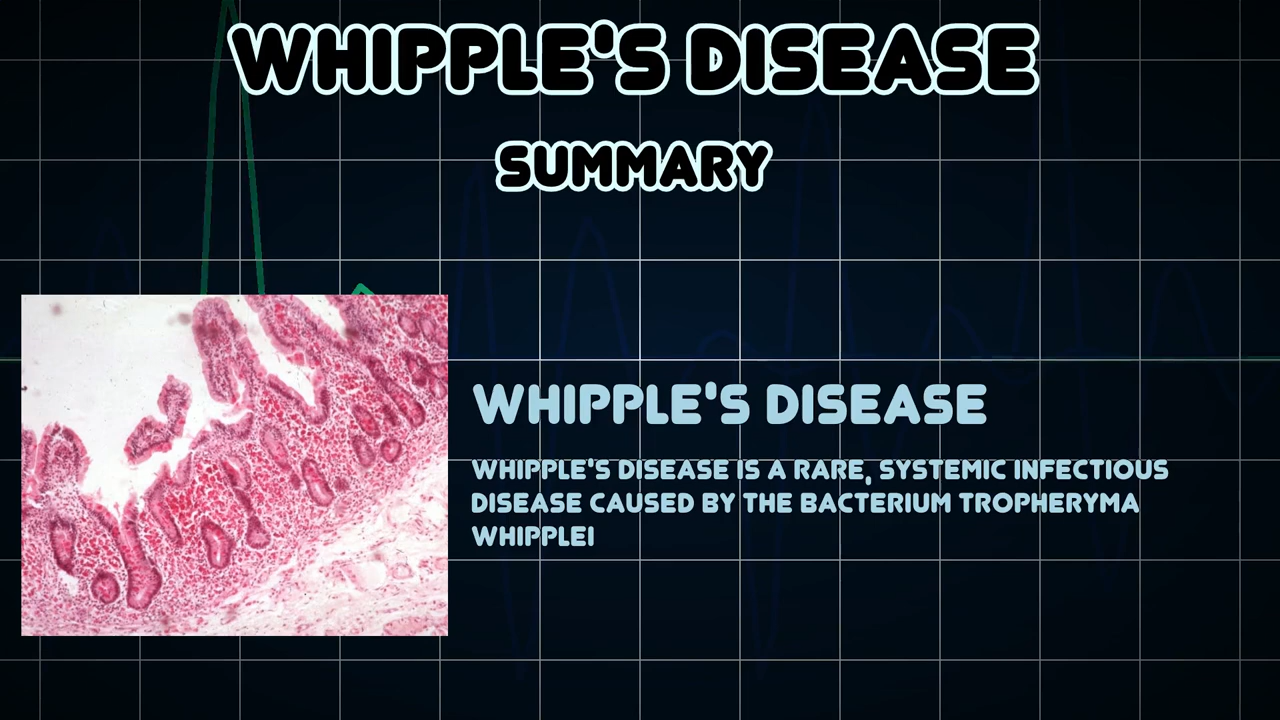 WHIPPLE'S DISEASE
SUMMARY
WHIPPLE'S DISEASE
WHIPPLE'S DISEASE IS A RARE, SYSTEMIC INFECTIOUS
DISEASE CAUSED BY THE BACTERIUM TROPHERYMA
WHIPPLEI